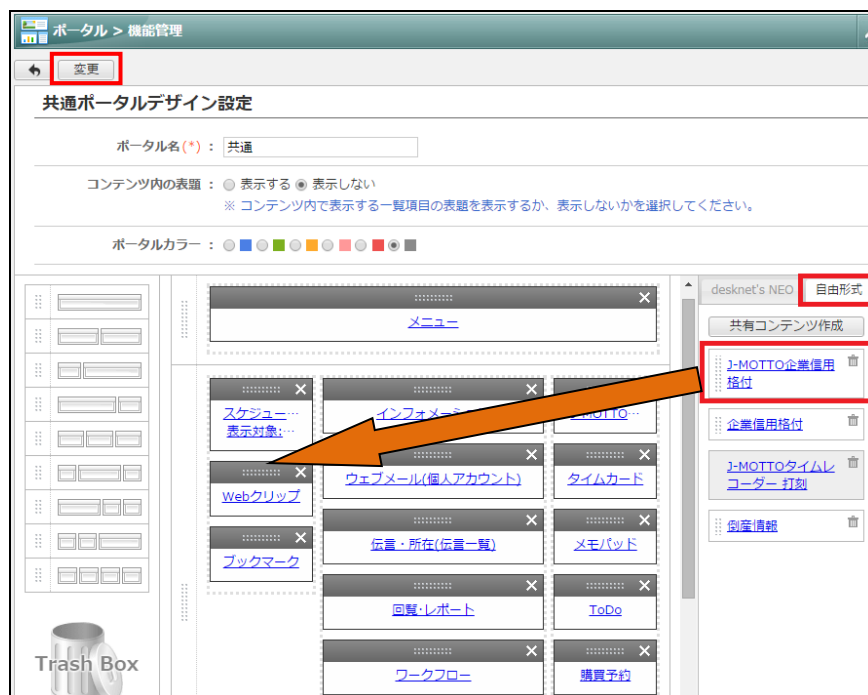 ポータル > 機能管理
変更
共通ポータルデザイン設定
ポータル名(*) : 共通
コンテンツ内の表題 : 表示する 表示しない
※ コンテンツ内で表示する一覧項目の表題を表示するか、表示しないかを選択してください。
ポータルカラー :
desknet's NEO 自由形式
共有コンテンツ作成
J-MOTTO企業信用
格付
企業信用格付
J-MOTTOタイムレ
コーダー 打刻
倒産情報
メニュー
スケジュー…
表示対象:…
Webクリップ
ブックマーク
ウェブメール(個人アカウント)
伝言・所在(伝言一覧)
回覧・レポート
ワークフロー
タイムカード
メモパッド
ToDo
購買予約
Trash Box